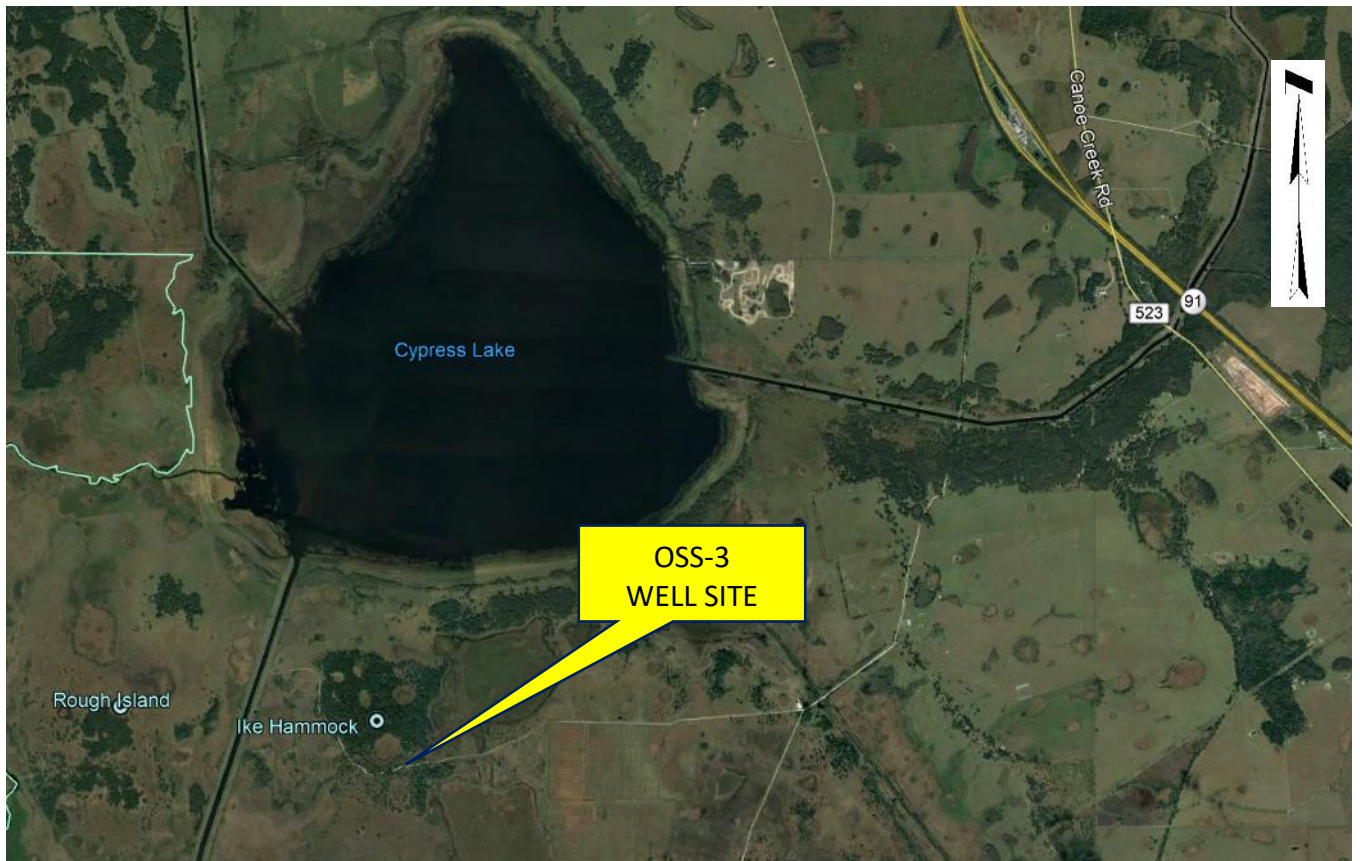 Canoe Creek Rd
523
91
Cypress Lake
OSS-3
WELL SITE
Rough Island
Ike Hammock